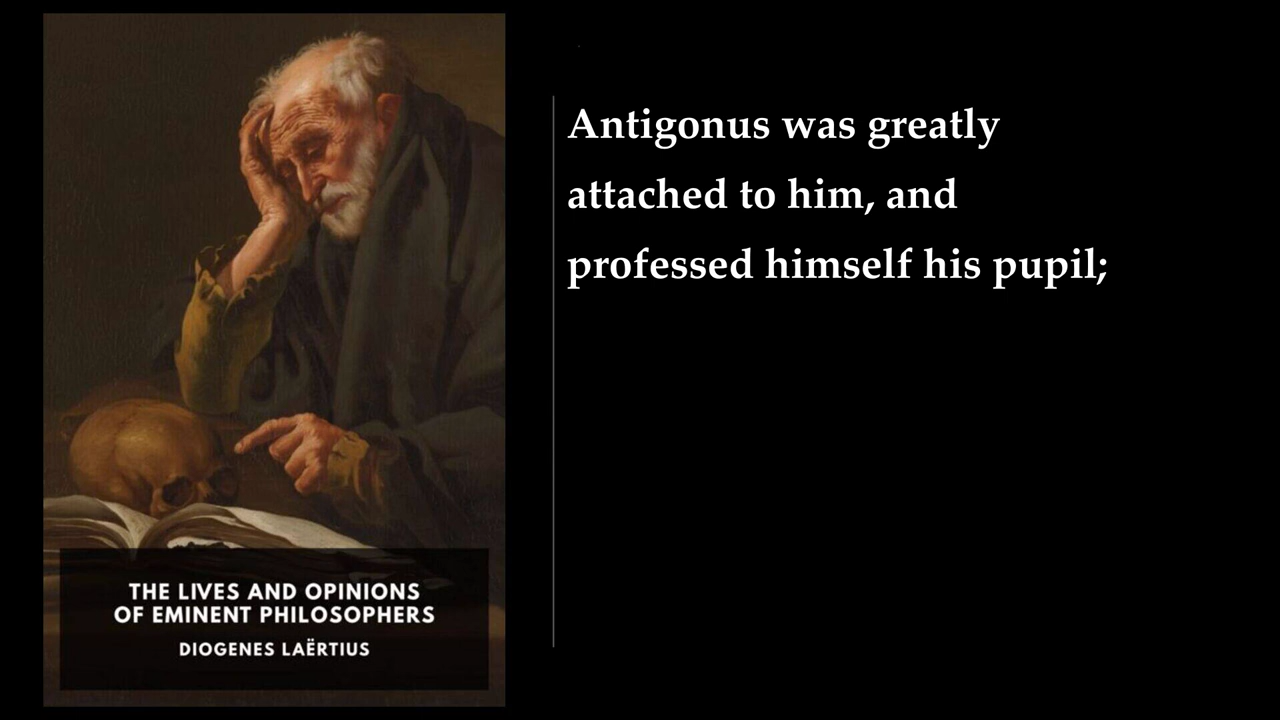 Antigonus was greatly
attached to him, and
professed himself his pupil;
THE LIVES AND OPINIONS
OF EMINENT PHILOSOPHERS
DIOGENES LAËRTIUS